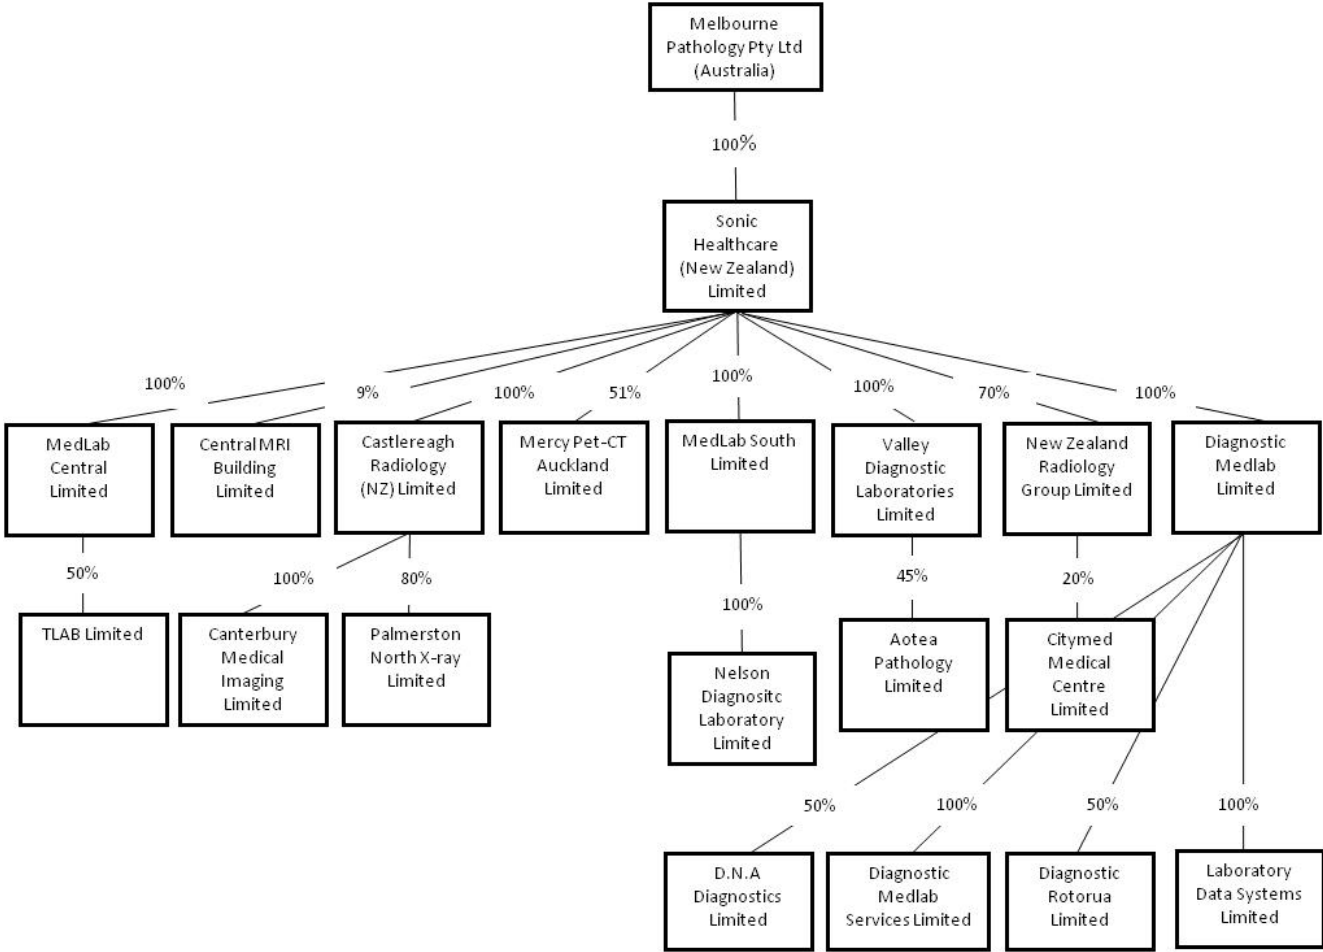 Melbourne
Pathology Pty Ltd
(Australia)
100%
Sonic
Healthcare
(New Zealand)
Limited
100%
9%
100%
51%
100%
100%
70%
100%
MedLab
Central
Limited
Central MRI
Building
Limited
Castlereagh
Radiology
(NZ) Limited
Mercy Pet-CT
Auckland
Limited
MedLab South
Limited
Valley
Diagnostic
Laboratories
Limited
New Zealand
Radiology
Group Limited
Diagnostic
Medlab
Limited
50%
100%
80%
100%
45%
20%
TLAB Limited
Canterbury
Medical
Imaging
Limited
Palmerston
North X-ray
Limited
Nelson
Diagnositc
Laboratory
Limited
Aotea
Pathology
Limited
Citymed
Medical
Centre
Limited
50%
100%
50%
100%
D.N.A
Diagnostics
Limited
Diagnostic
Medlab
Services Limited
Diagnostic
Rotorua
Limited
Laboratory
Data Systems
Limited